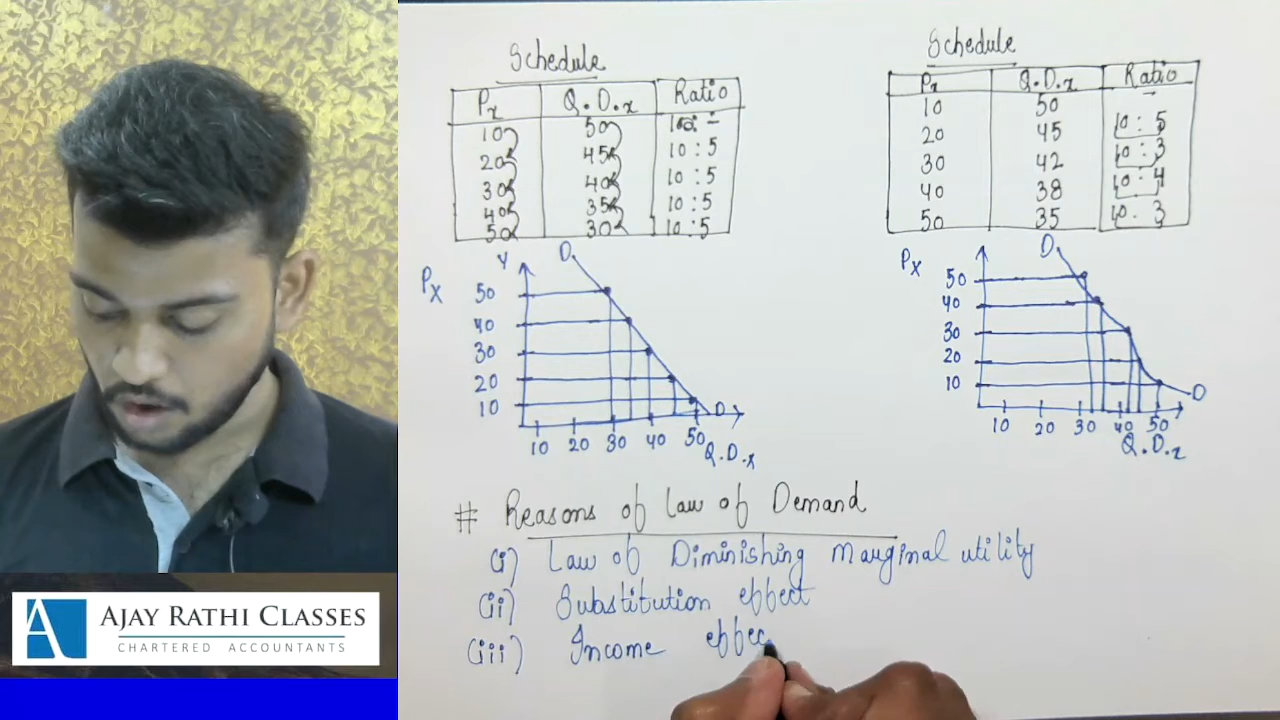 Schedule
Px Q.D.x Ratio
10 50 -
20 45 10 : 5
30 40 10 : 5
40 35 10 : 5
50 30 10 : 5
Schedule
Px Q.D.x Ratio
10 50
20 45 10 : 5
30 42 10 : 3
40 38 10 : 4
50 35 10 : 3
Y D
Px
50
40
30
20
10
D
10 20 30 40 50
Q.D.x
D
Px
50
40
30
20
10
D
10 20 30 40 50
Q.D.x
# Reasons of Law of Demand
(i) Law of Diminishing Marginal utility
(ii) Substitution effect
(iii) Income effec
A AJAY RATHI CLASSES
CHARTERED ACCOUNTANTS